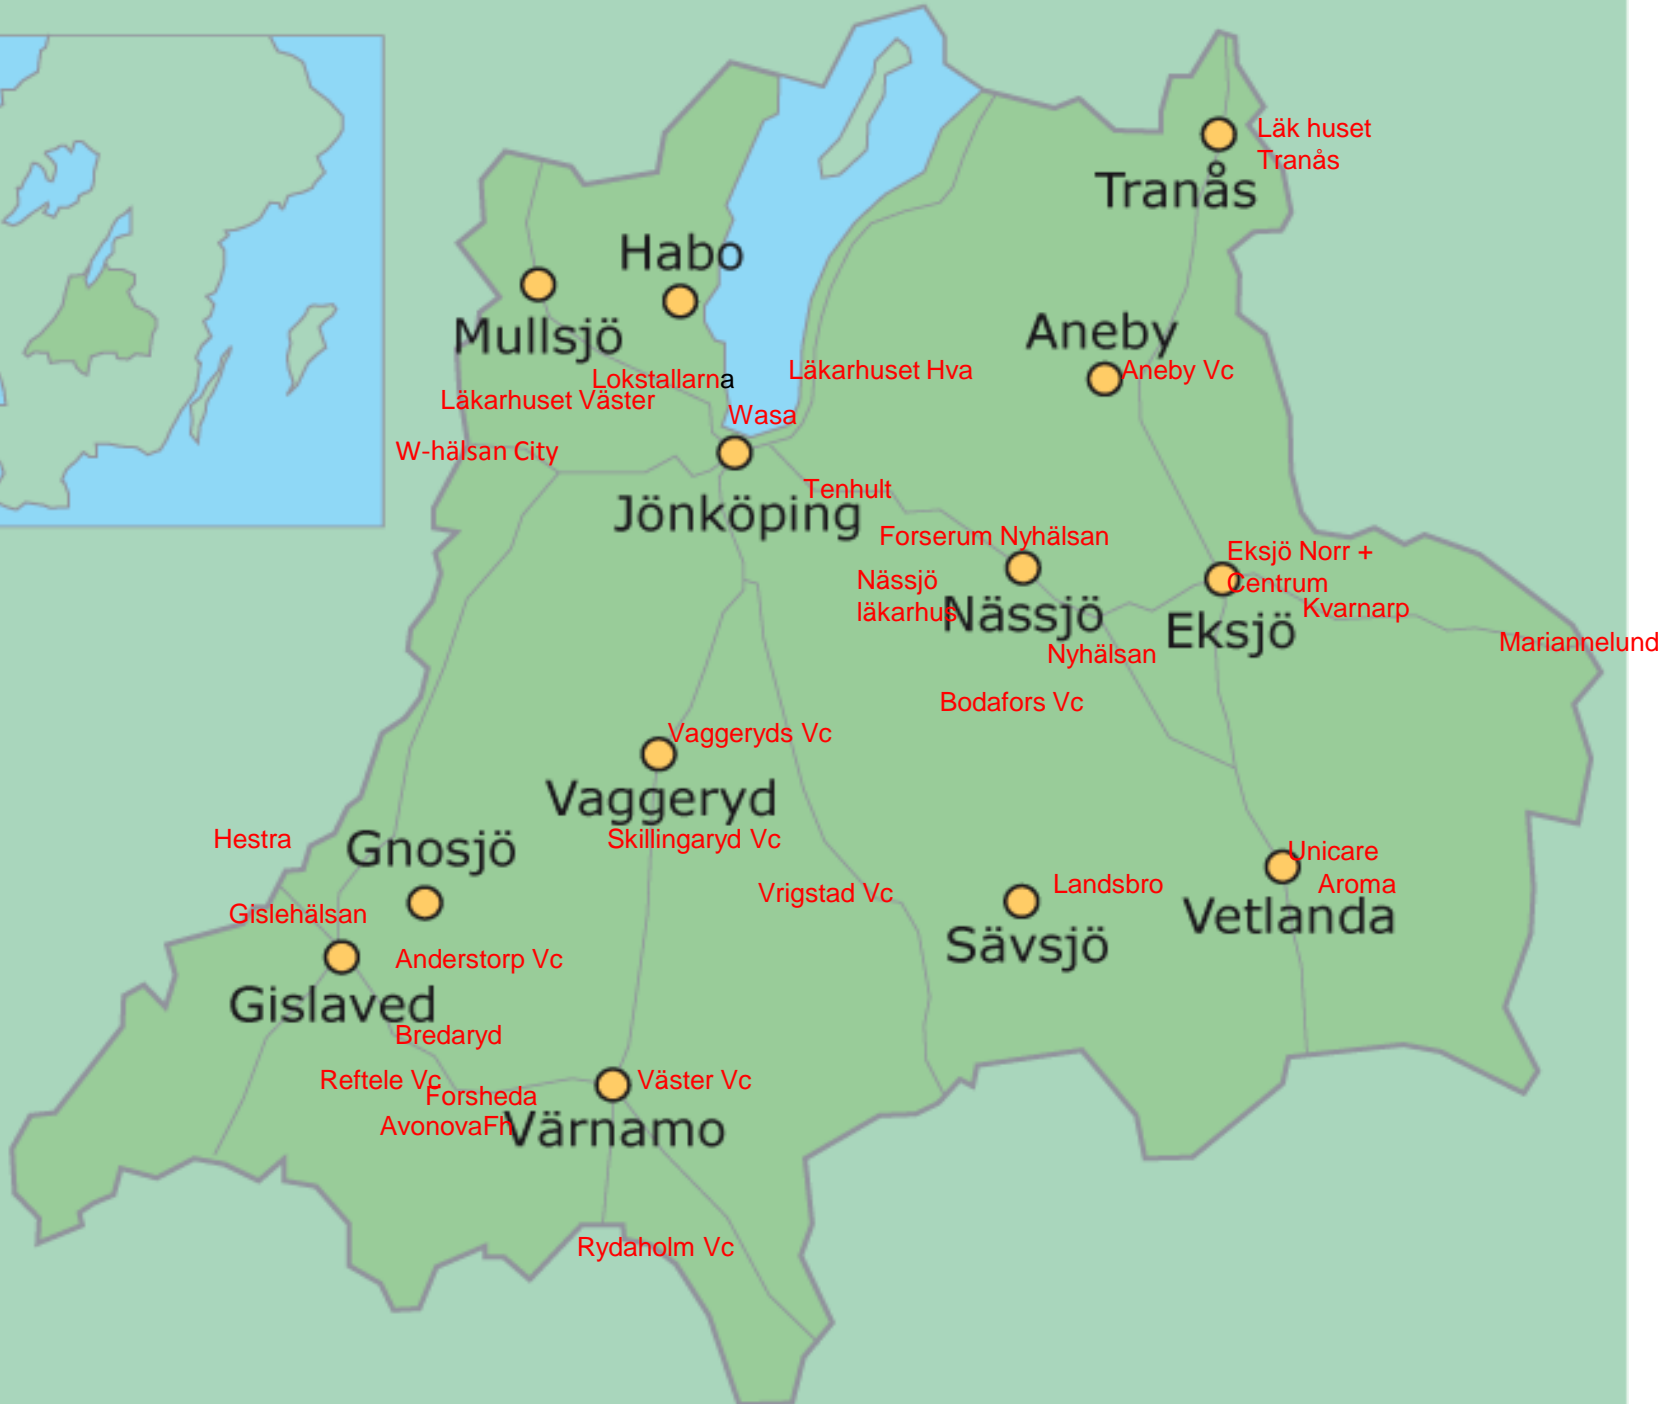 Läk huset
Tranås
Tranås
Habo
Mullsjö
Aneby
Aneby Vc
Läkarhuset Hva
Lokstallarna
Läkarhuset Väster
Wasa
W-hälsan City
Tenhult
Jönköping
Forserum Nyhälsan
Eksjö Norr +
Centrum
Nässjö
läkarhus
Nässjö
Kvarnarp
Eksjö
Mariannelund
Nyhälsan
Bodafors Vc
Vaggeryds Vc
Vaggeryd
Hestra
Gnosjö
Skillingaryd Vc
Unicare
Aroma
Landsbro
Vrigstad Vc
Gislehälsan
Vetlanda
Sävsjö
Anderstorp Vc
Gislaved
Bredaryd
Reftele Vc
Väster Vc
Forsheda
AvonovaFh
Värnamo
Rydaholm Vc